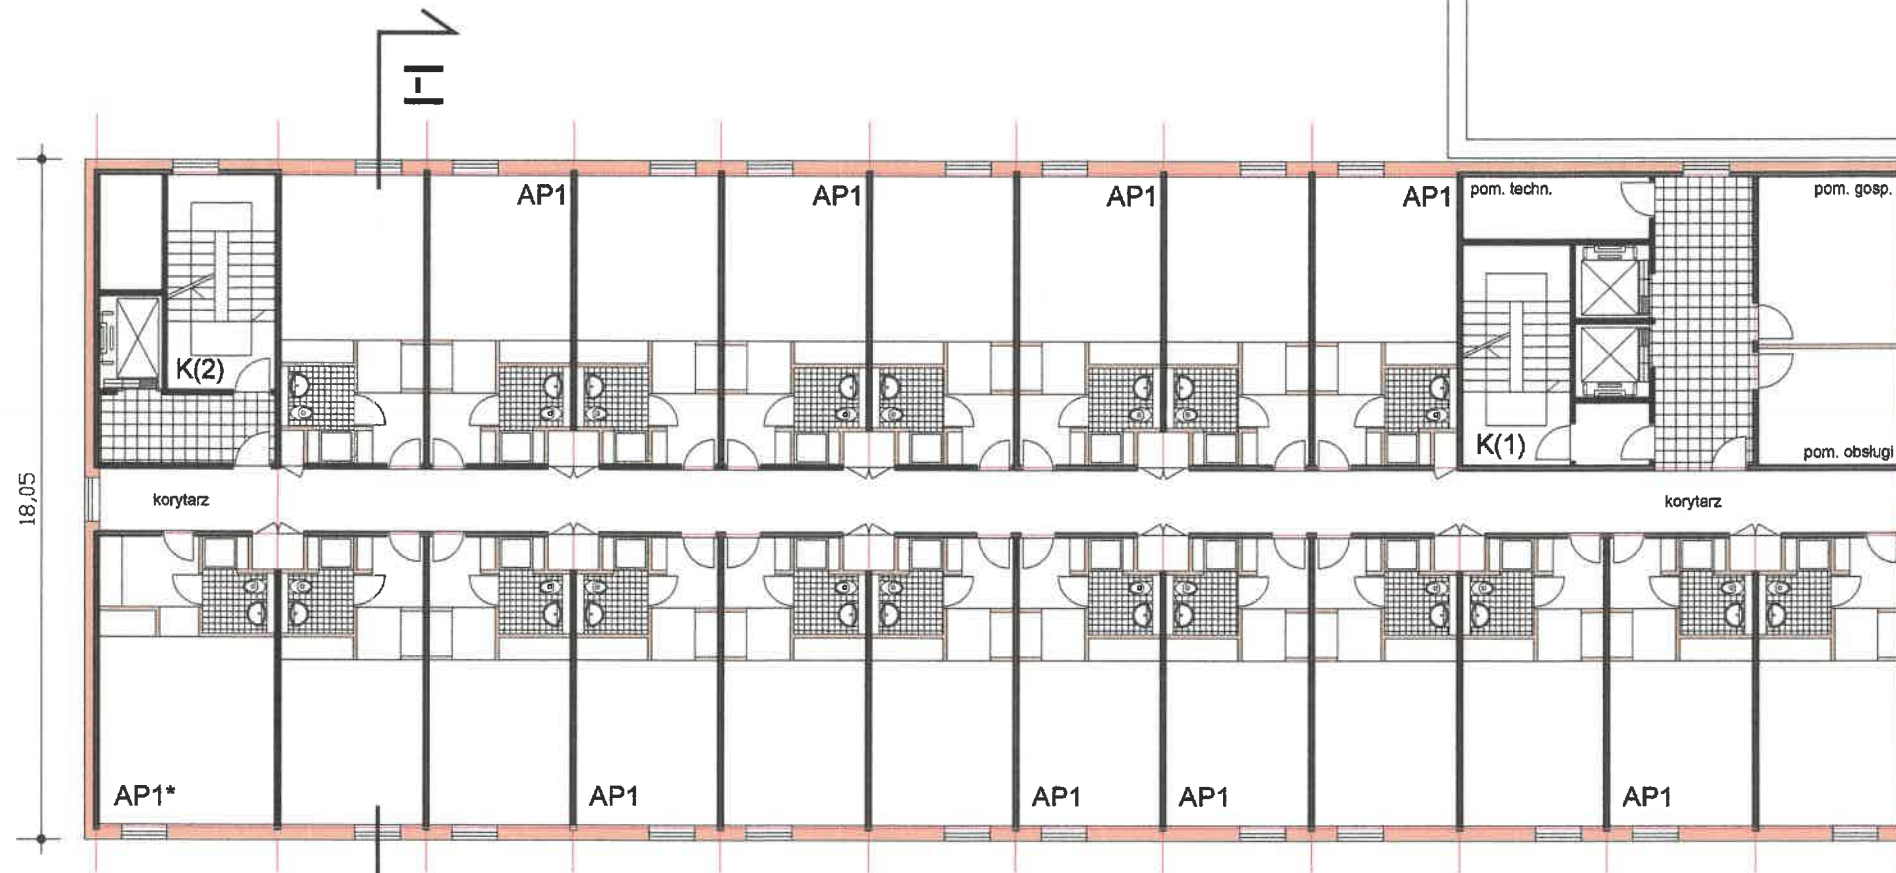 I-I
AP1
AP1
AP1
AP1
pom. techn.
pom. gosp.
K(2)
K(1)
pom. obsługi
korytarz
korytarz
18,05
AP1*
AP1
AP1
AP1
AP1